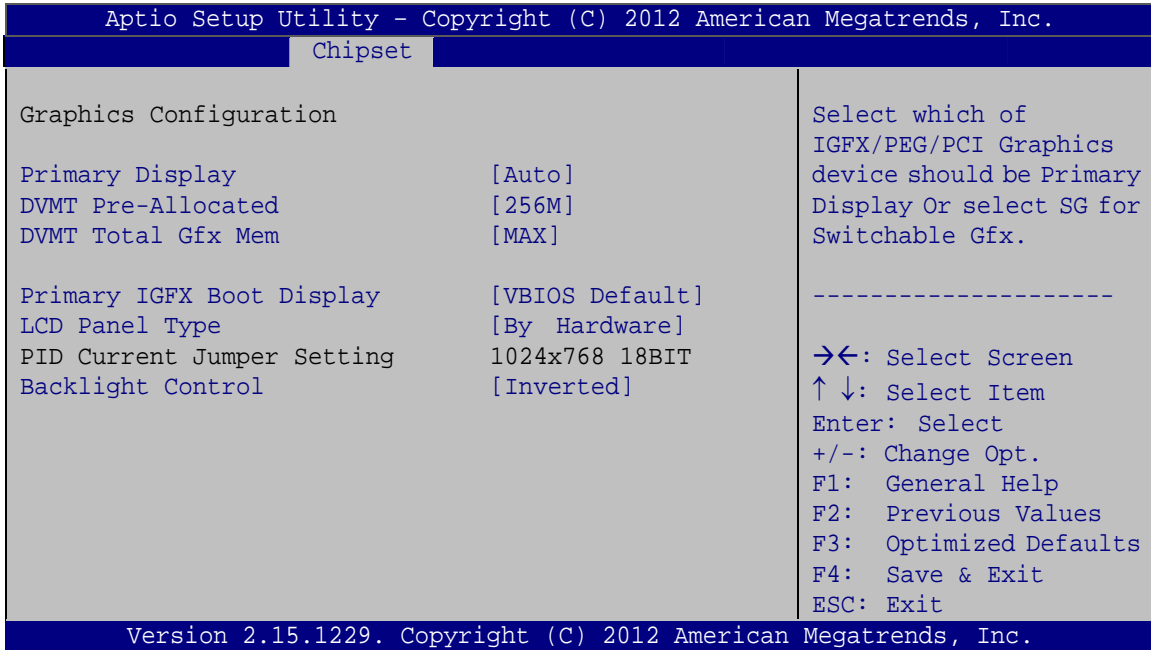 Aptio Setup Utility – Copyright (C) 2012 American Megatrends, Inc.
Chipset
Graphics Configuration
Primary Display [Auto]
DVMT Pre-Allocated [256M]
DVMT Total Gfx Mem [MAX]
Primary IGFX Boot Display [VBIOS Default]
LCD Panel Type [By Hardware]
PID Current Jumper Setting 1024x768 18BIT
Backlight Control [Inverted]
Select which of
IGFX/PEG/PCI Graphics
device should be Primary
Display Or select SG for
Switchable Gfx.
---------------------
→←: Select Screen
↑ ↓: Select Item
Enter: Select
+/-: Change Opt.
F1: General Help
F2: Previous Values
F3: Optimized Defaults
F4: Save & Exit
ESC: Exit
Version 2.15.1229. Copyright (C) 2012 American Megatrends, Inc.